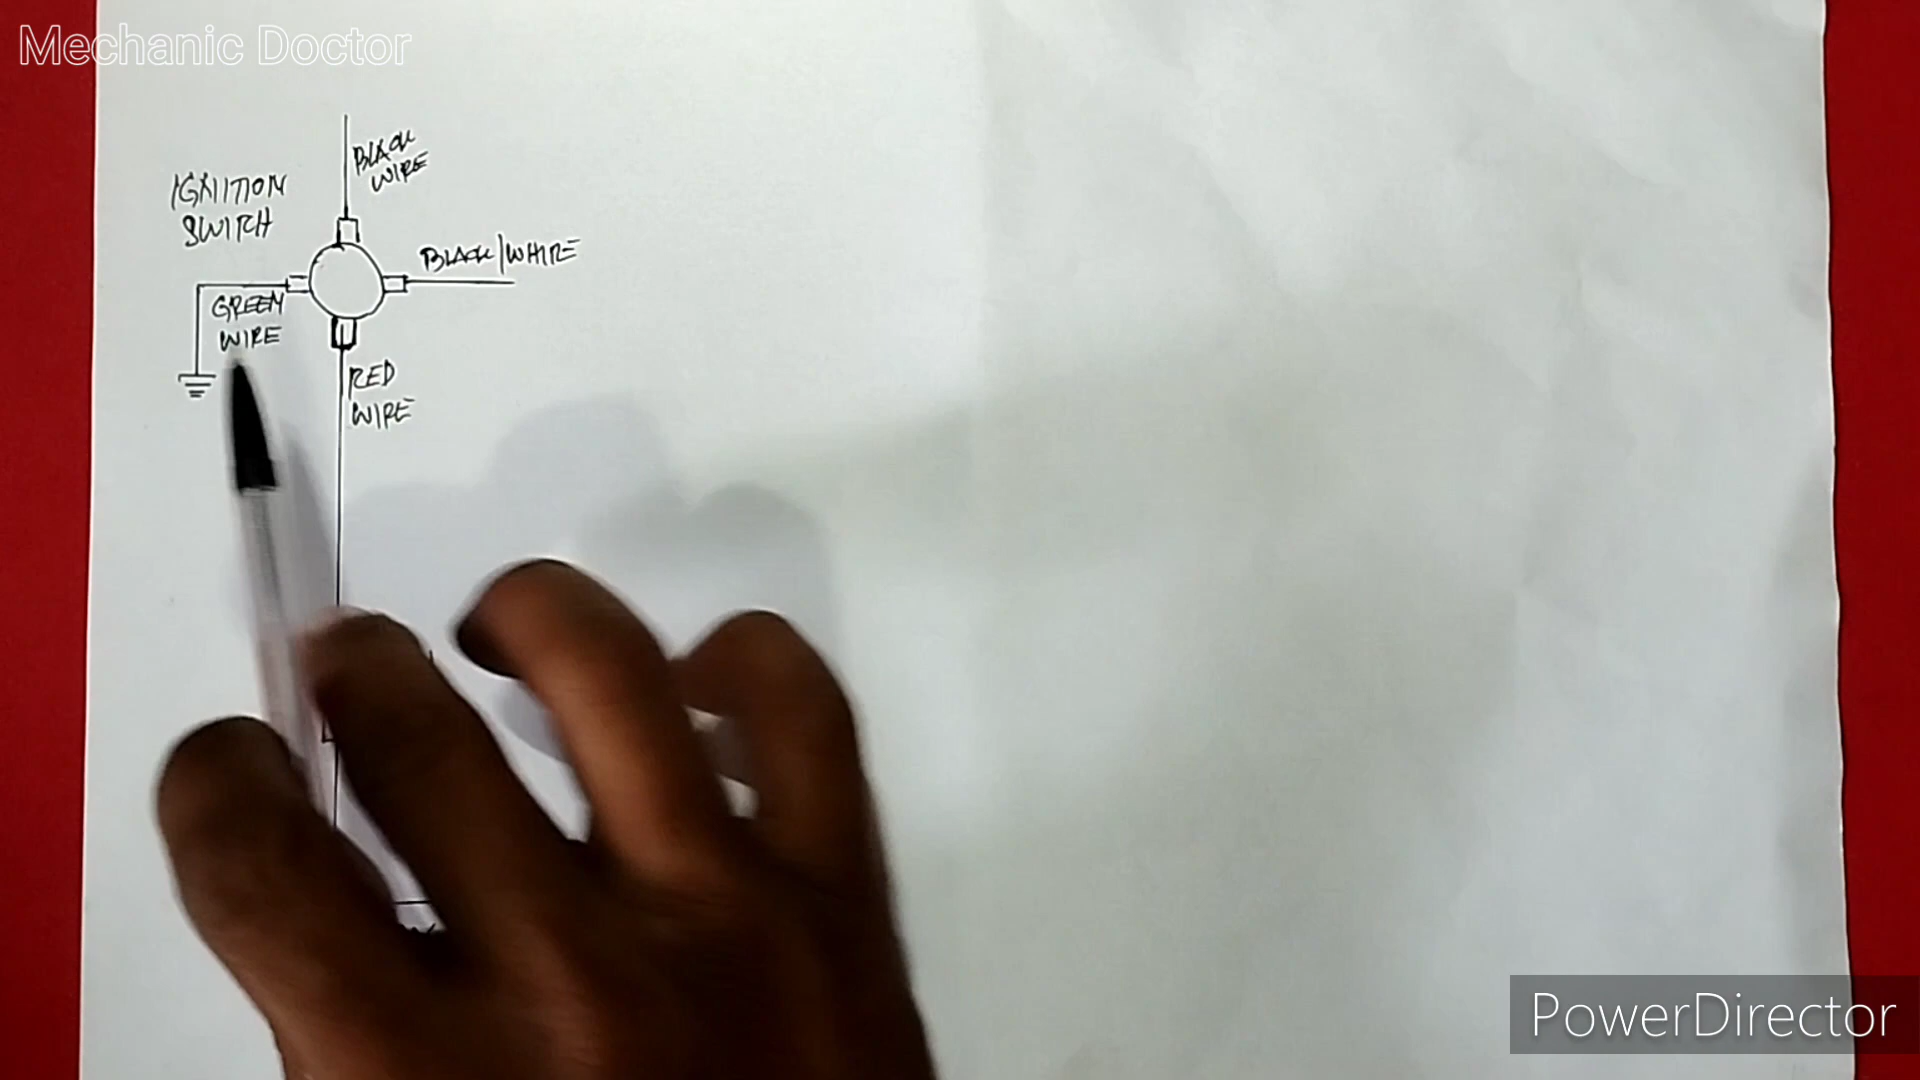 Mechanic Doctor
BLACK
WIRE
IGNITION
SWITCH
BLACK/WHITE
GREEN
WIRE
RED
WIRE
PowerDirector